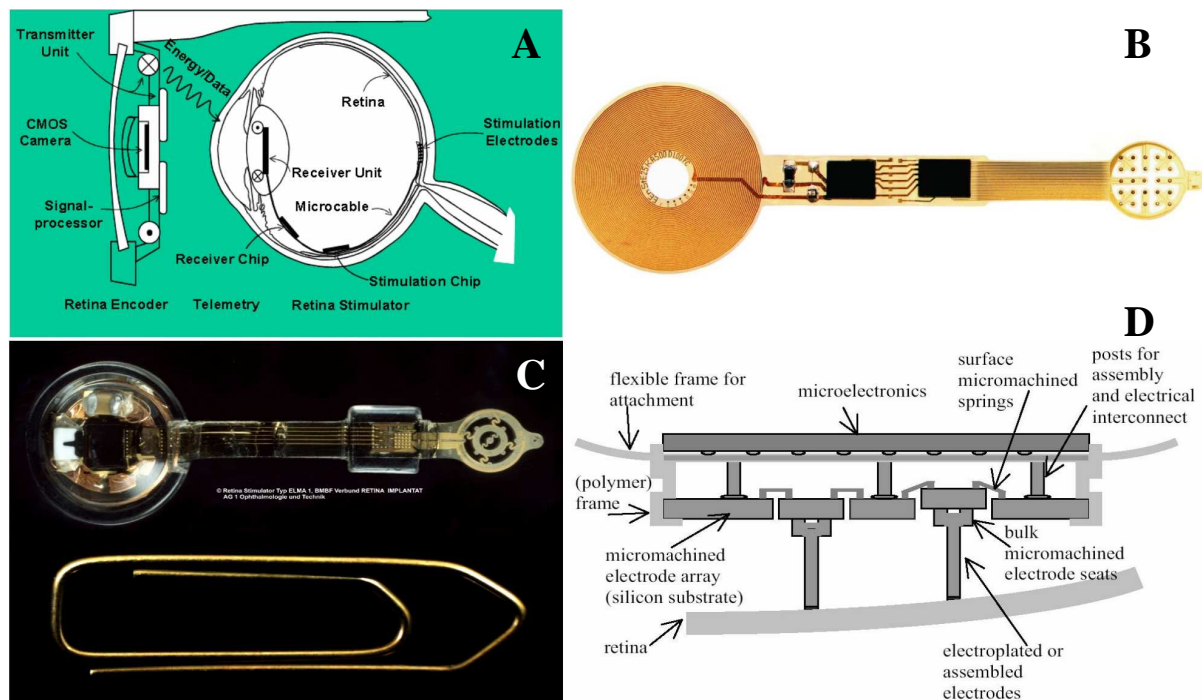 A
Transmitter
Unit
Energy/Data
CMOS
Camera
Signal-
processor
Retina
Stimulation
Electrodes
Receiver Unit
Microcable
Receiver Chip
Stimulation Chip
Retina Encoder
Telemetry
Retina Stimulator
B
C
© Retina Stimulator Typ ELMA 1, BMBF Verbund RETINA IMPLANTAT
AG 1 Ophthalmologie und Technik
D
flexible frame for
attachment
microelectronics
surface
micromachined
springs
posts for
assembly
and electrical
interconnect
(polymer)
frame
micromachined
electrode array
(silicon substrate)
bulk
micromachined
electrode seats
retina
electroplated or
assembled
electrodes